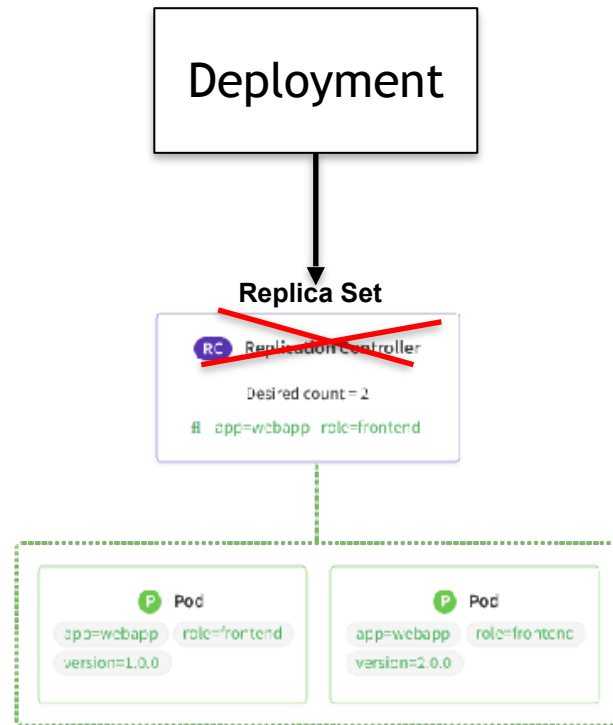 Deployment
Replica Set
RC Replication Controller
Desired count = 2
app=webapp role=frontend
P Pod
app=webapp role=frontend
version=1.0.0
P Pod
app=webapp role=frontend
version=2.0.0